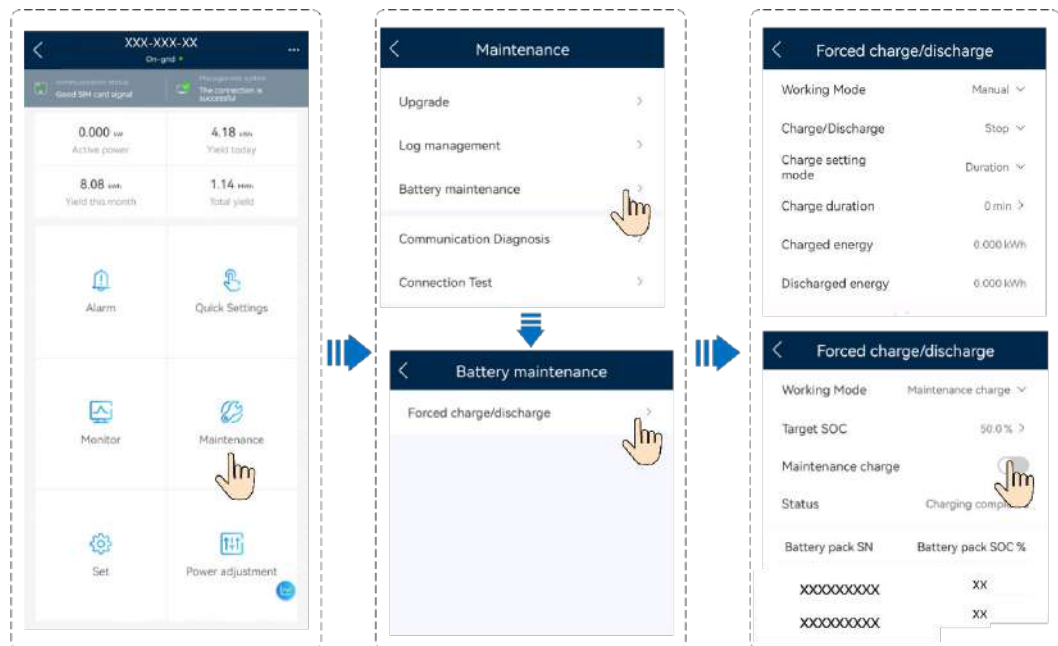 XXX-XXX-XX
On-grid
Communication status
Good SIM card signal
Management system
The connection is successful
0.000 kW
Active power
4.18 kWh
Yield today
8.08 kWh
Yield this month
1.14 MWh
Total yield
Alarm
Quick Settings
Monitor
Maintenance
Set
Power adjustment
Maintenance
Upgrade
Log management
Battery maintenance
Communication Diagnosis
Connection Test
Battery maintenance
Forced charge/discharge
Forced charge/discharge
Working Mode Manual
Charge/Discharge Stop
Charge setting
mode
Duration
Charge duration 0 min
Charged energy 0.000 kWh
Discharged energy 0.000 kWh
Forced charge/discharge
Working Mode Maintenance charge
Target SOC 50.0%
Maintenance charge
Status Charging
Battery pack SN Battery pack SOC %
XXXXXXXXX XX
XXXXXXXXX XX